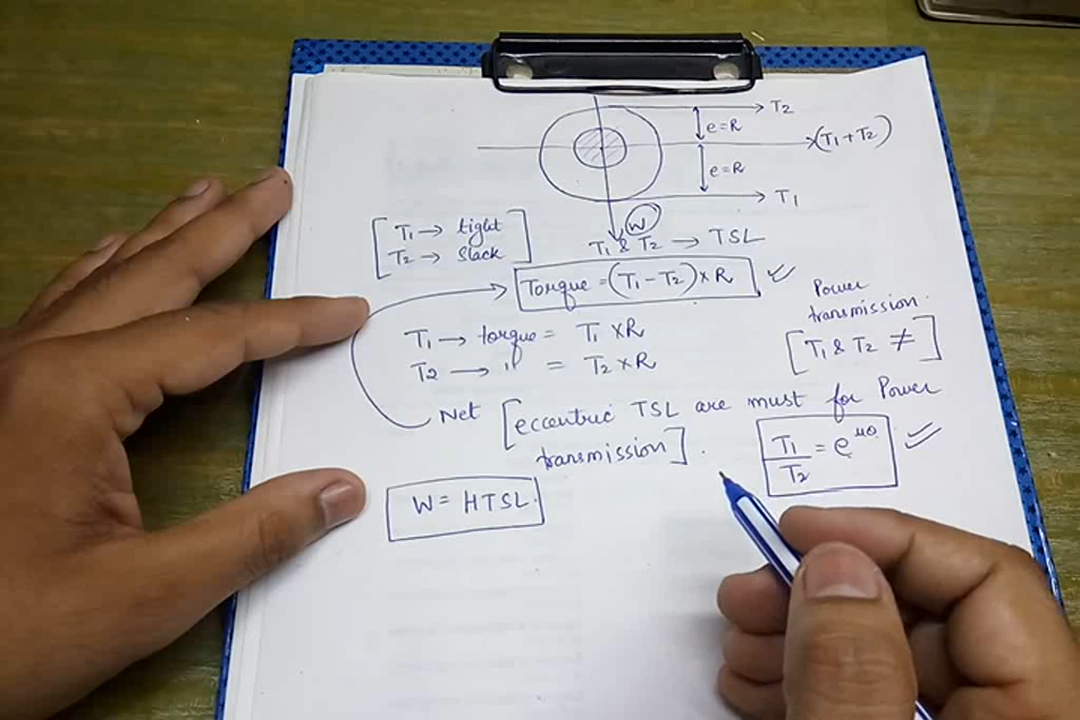 T2
e=R
(T1+T2)
e=R
T1
W
T1 → tight
T2 → Slack
T1 & T2 → TSL
Torque = (T1-T2)×R
Power
transmission.
[T1 & T2 ≠]
T1 → torque = T1 ×R
T2 → " = T2×R
Net [eccentric TSL are must for Power
transmission].
T1/T2 = e^μθ
W = HTSL.